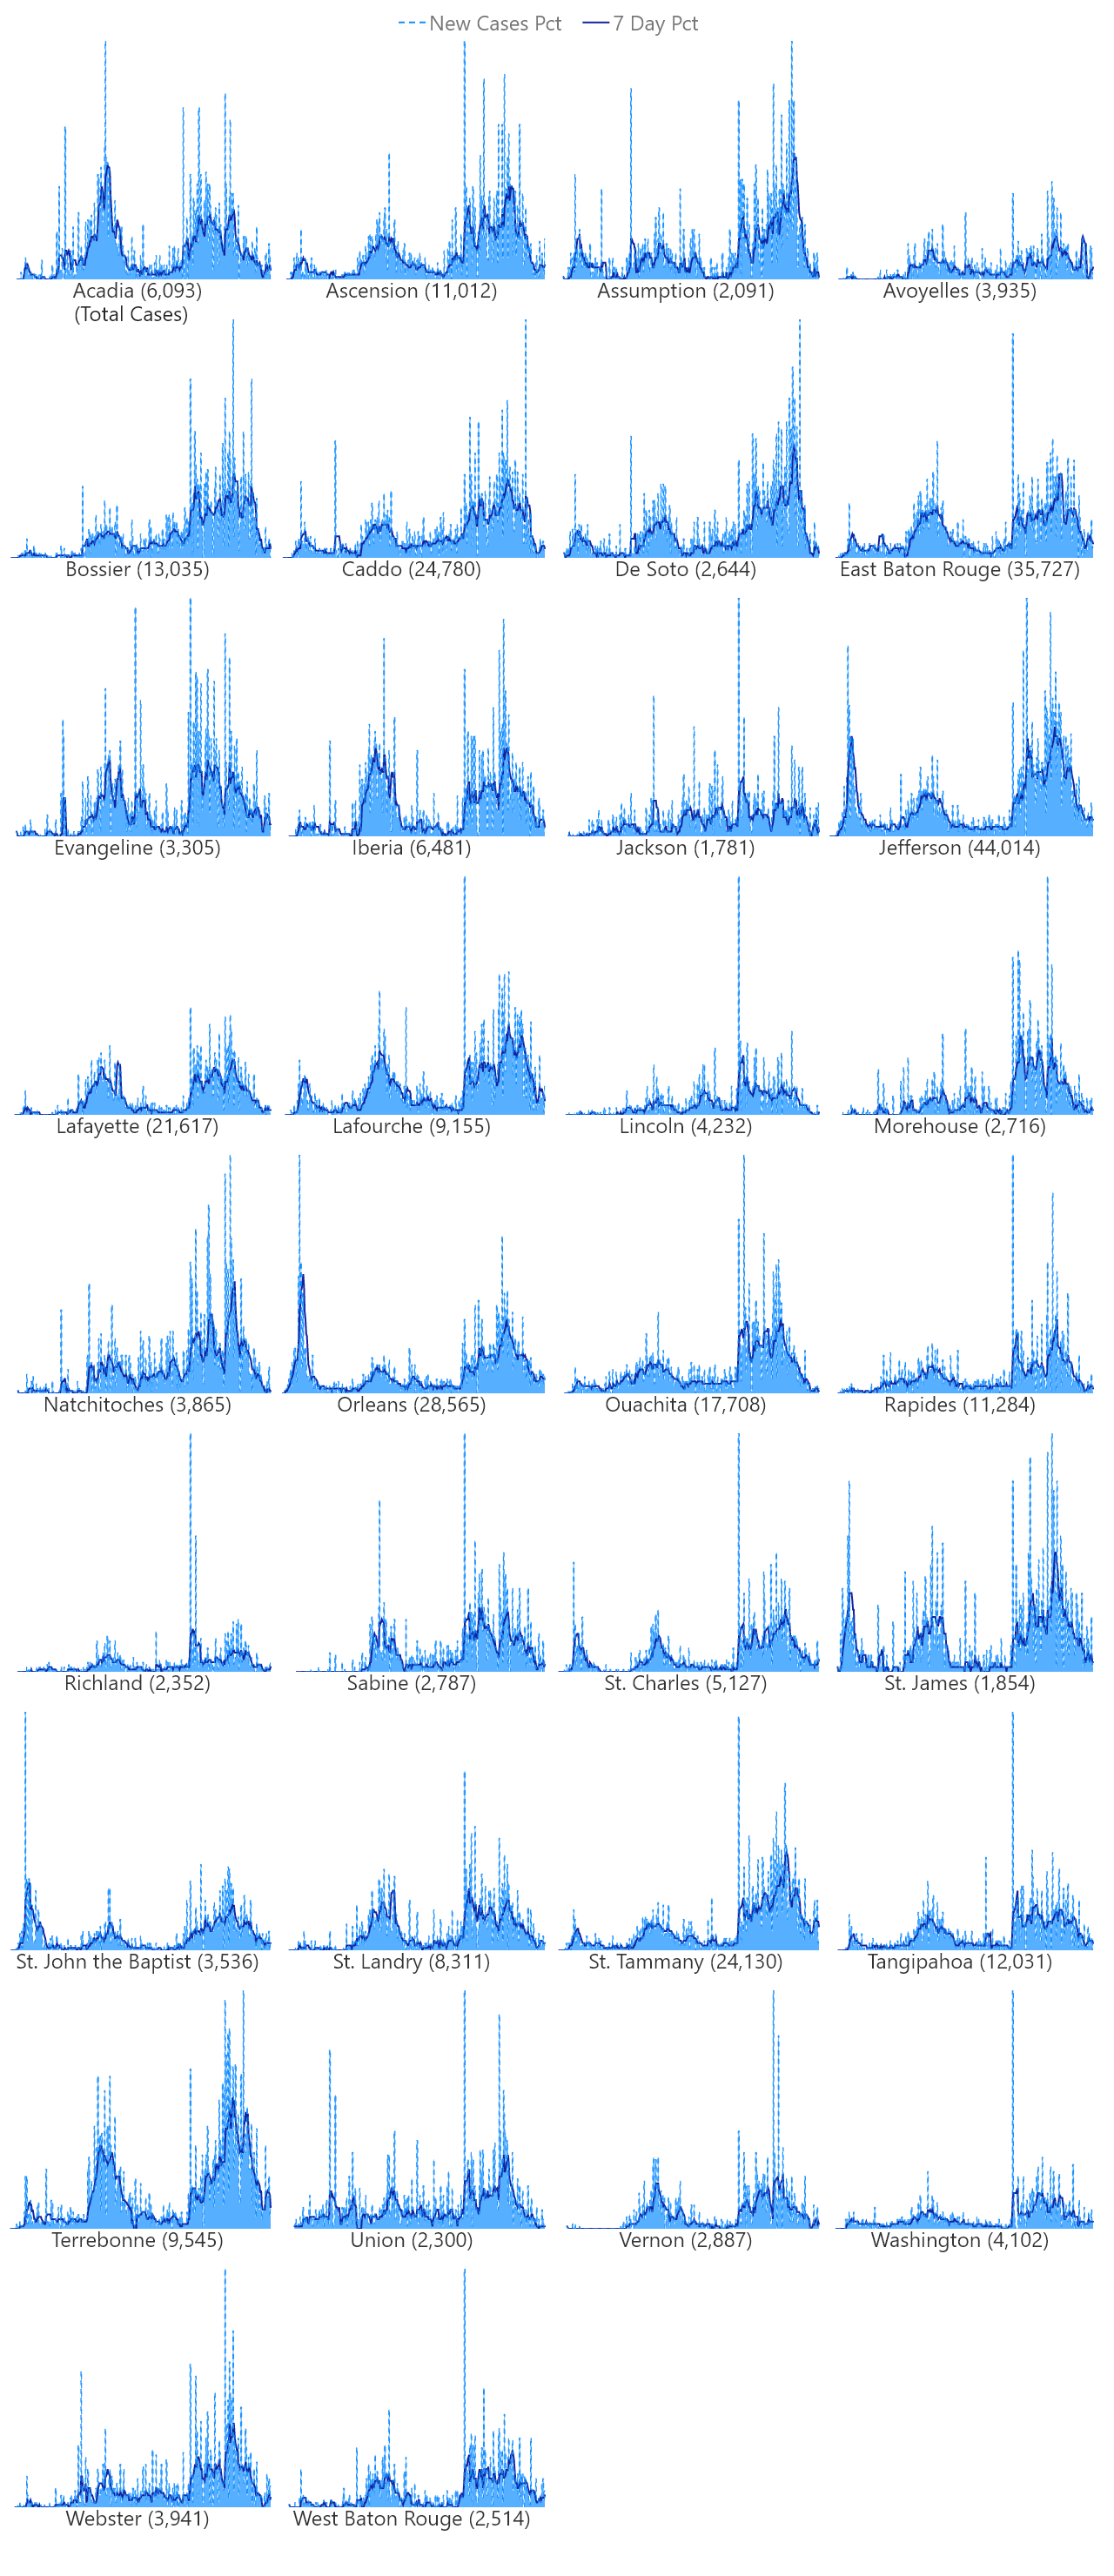 New Cases Pct 7 Day Pct
Acadia (6,093) Ascension (11,012) Assumption (2,091) Avoyelles (3,935)
(Total Cases)
Bossier (13,035) Caddo (24,780) De Soto (2,644) East Baton Rouge (35,727)
Evangeline (3,305) Iberia (6,481) Jackson (1,781) Jefferson (44,014)
Lafayette (21,617) Lafourche (9,155) Lincoln (4,232) Morehouse (2,716)
Natchitoches (3,865) Orleans (28,565) Ouachita (17,708) Rapides (11,284)
Richland (2,352) Sabine (2,787) St. Charles (5,127) St. James (1,854)
St. John the Baptist (3,536) St. Landry (8,311) St. Tammany (24,130) Tangipahoa (12,031)
Terrebonne (9,545) Union (2,300) Vernon (2,887) Washington (4,102)
Webster (3,941) West Baton Rouge (2,514)